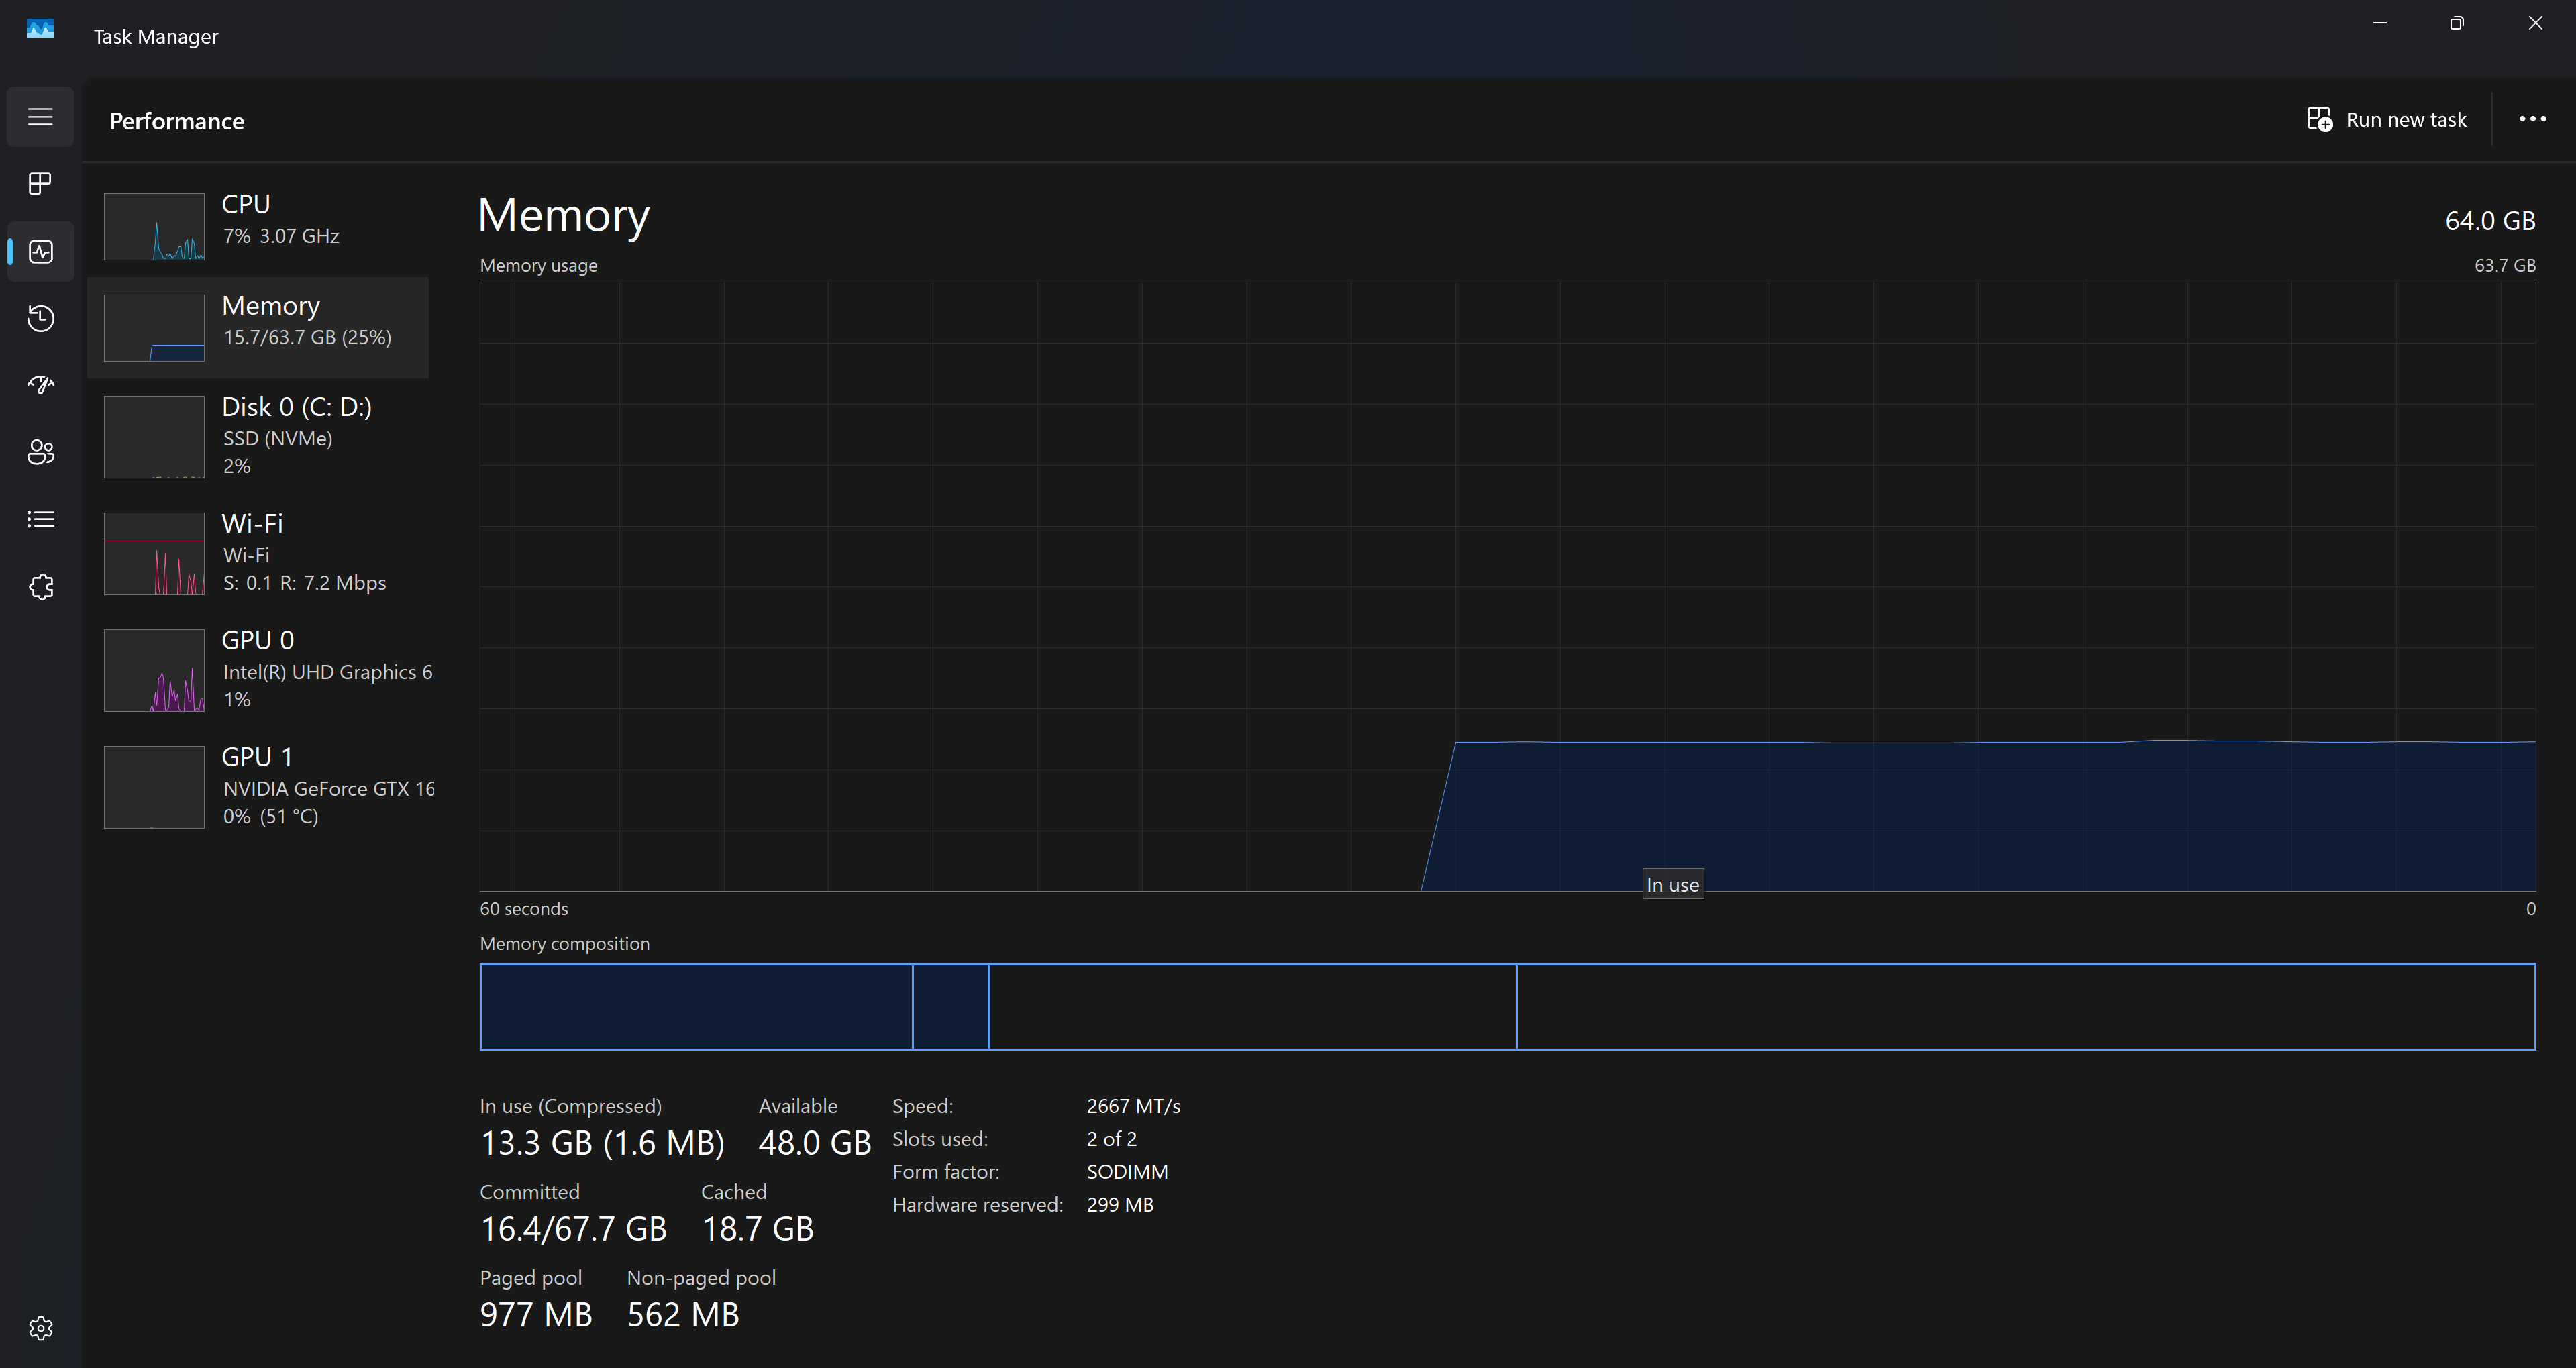 Task Manager
Performance
Run new task
CPU
7% 3.07 GHz
Memory
15.7/63.7 GB (25%)
Disk 0 (C: D:)
SSD (NVMe)
2%
Wi-Fi
Wi-Fi
S: 0.1 R: 7.2 Mbps
GPU 0
Intel(R) UHD Graphics 6
1%
GPU 1
NVIDIA GeForce GTX 16
0% (51 °C)
Memory
64.0 GB
Memory usage
63.7 GB
In use
60 seconds
0
Memory composition
In use (Compressed)
13.3 GB (1.6 MB)
Available
48.0 GB
Committed
16.4/67.7 GB
Cached
18.7 GB
Paged pool
977 MB
Non-paged pool
562 MB
Speed: 2667 MT/s
Slots used: 2 of 2
Form factor: SODIMM
Hardware reserved: 299 MB